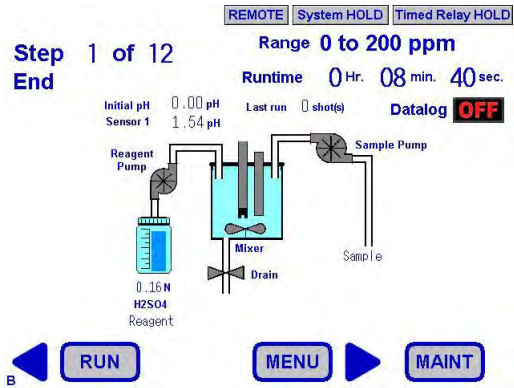 REMOTE System HOLD Timed Relay HOLD
Step 1 of 12
End
Range 0 to 200 ppm
Runtime 0 Hr. 08 min. 40 sec.
Initial pH 0.00 pH
Last run 0 shot(s)
Datalog OFF
Sensor 1 1.54 pH
Reagent
Pump
Sample Pump
Mixer
Sample
Drain
0.16 N
H2SO4
Reagent
RUN
MENU
MAINT
B